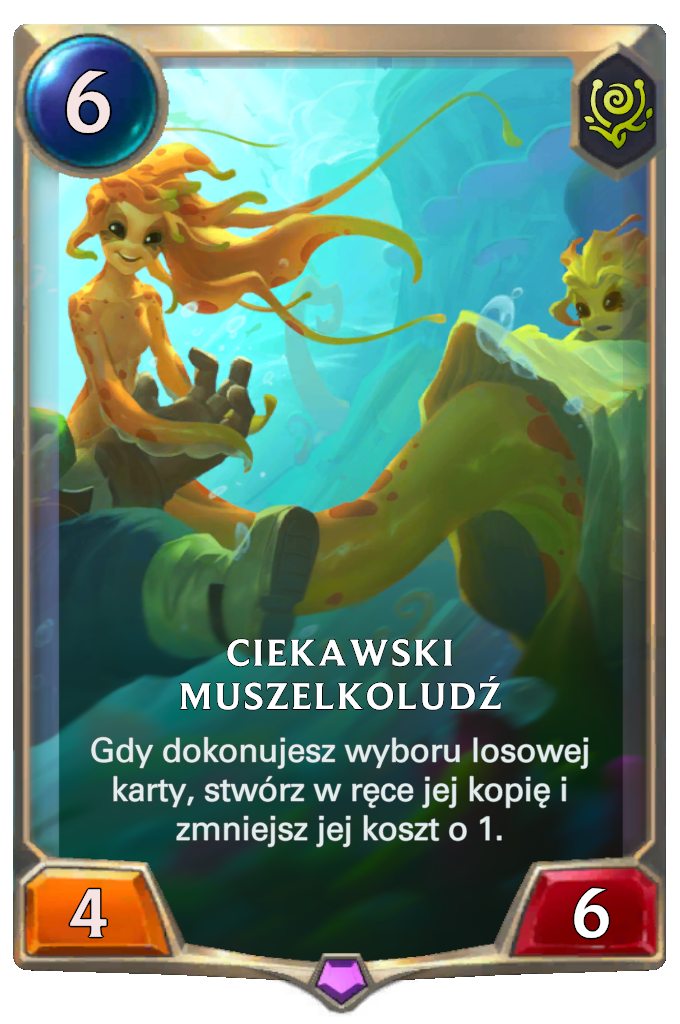 6
CIEKAWSKI
MUSZELKOLUDŹ
Gdy dokonujesz wyboru losowej
karty, stwórz w ręce jej kopię i
zmniejsz jej koszt o 1.
4
6